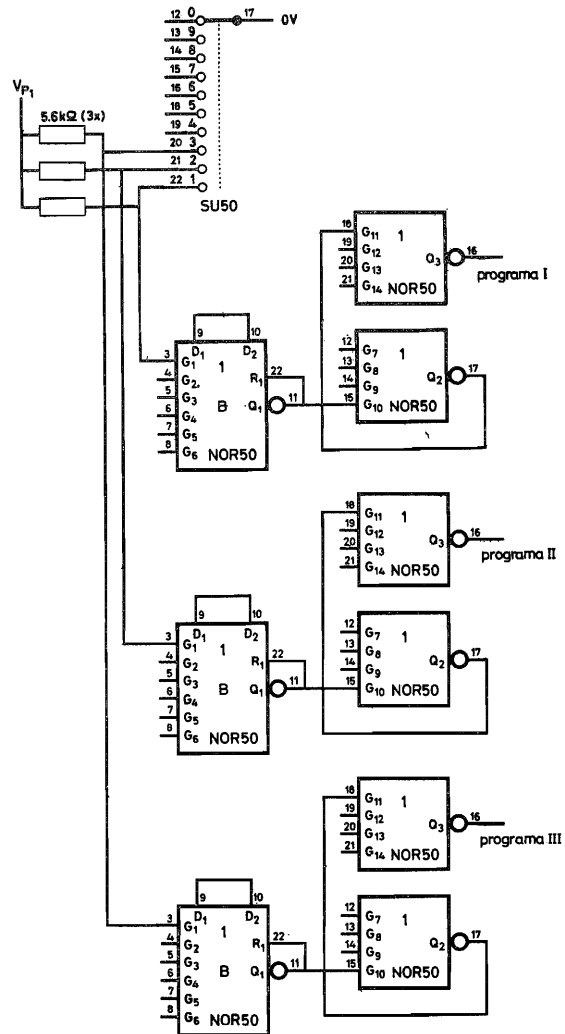 12 0 17 0V
13 9
14 8
15 7
16 6
18 5
19 4
20 3
21 2
22 1
SU50
VP1
5.6kΩ (3x)
18 G11 1
19 G12
20 G13 Q3 16
21 G14 NOR50
programa I
9 10
D1 D2
3 G1 1
4 G2 R1 22
5 G3 B
6 G4 Q1 11
7 G5
8 G6 NOR50
12 G7 1
13 G8 Q2 17
14 G9
15 G10 NOR50
18 G11 1
19 G12
20 G13 Q3 16
21 G14 NOR50
programa II
9 10
D1 D2
3 G1 1
4 G2 R1 22
5 G3 B
6 G4 Q1 11
7 G5
8 G6 NOR50
12 G7 1
13 G8 Q2 17
14 G9
15 G10 NOR50
18 G11 1
19 G12
20 G13 Q3 16
21 G14 NOR50
programa III
9 10
D1 D2
3 G1 1
4 G2 R1 22
5 G3 B
6 G4 Q1 11
7 G5
8 G6 NOR50
12 G7 1
13 G8 Q2 17
14 G9
15 G10 NOR50